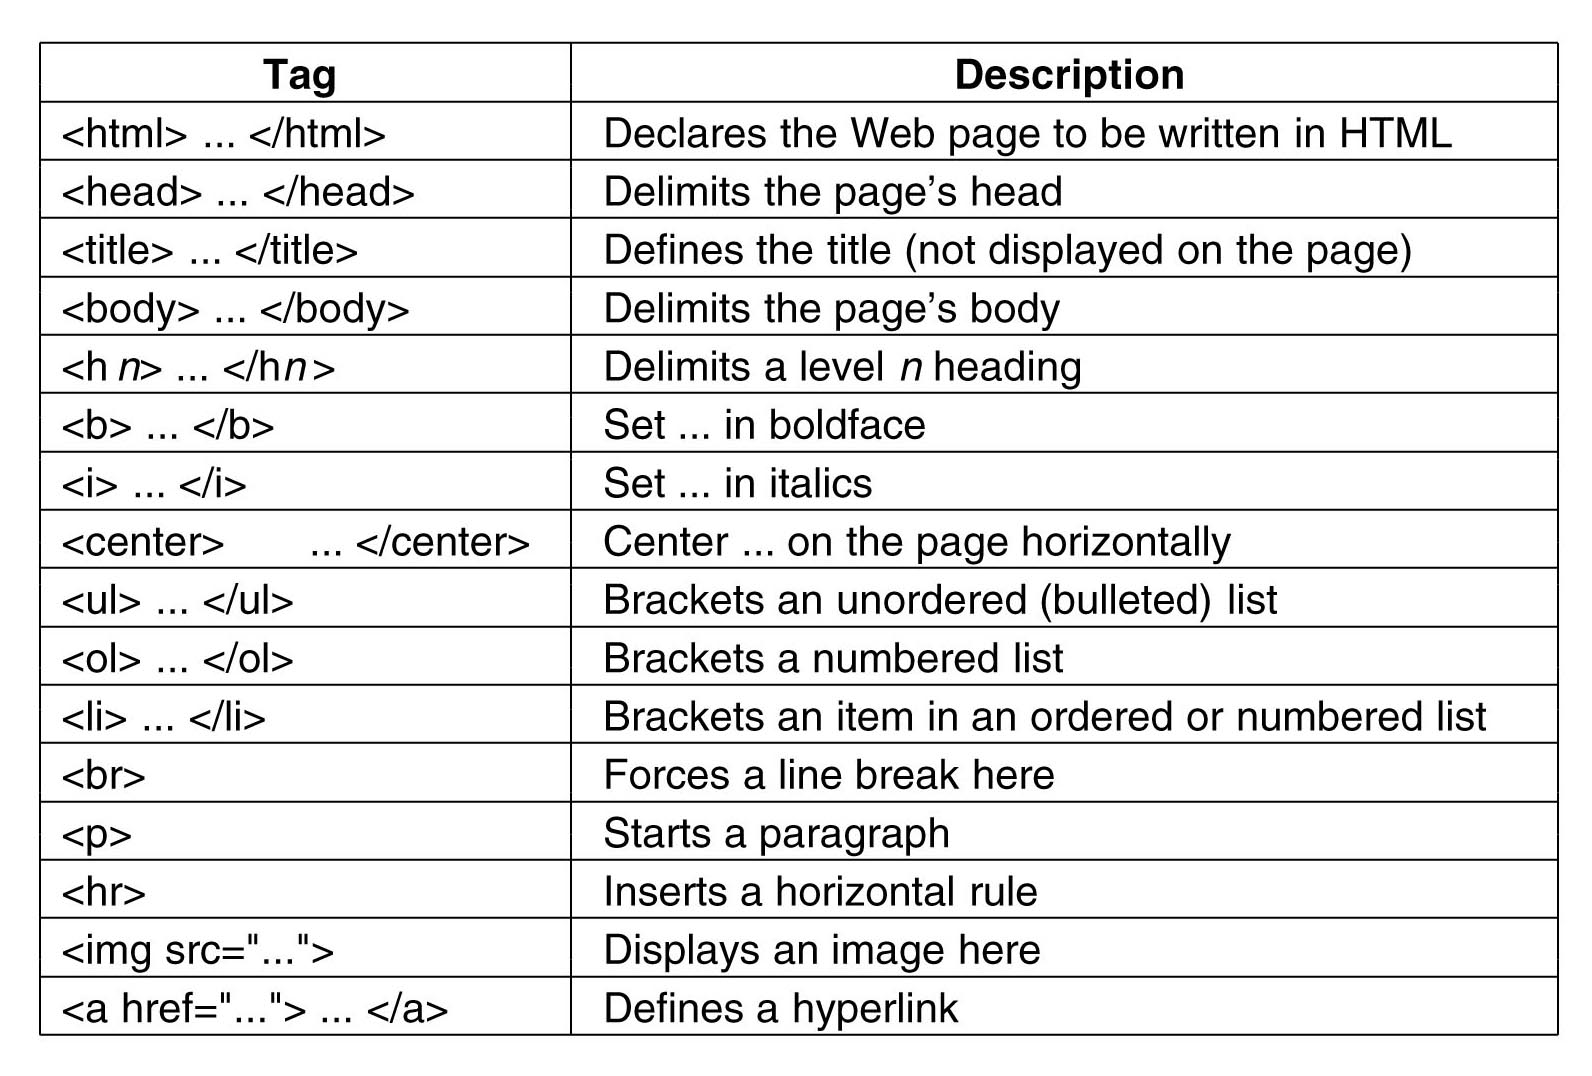 Tag Description
<html> ... </html> Declares the Web page to be written in HTML
<head> ... </head> Delimits the page’s head
<title> ... </title> Defines the title (not displayed on the page)
<body> ... </body> Delimits the page’s body
<h n> ... </hn> Delimits a level n heading
<b> ... </b> Set ... in boldface
<i> ... </i> Set ... in italics
<center> ... </center> Center ... on the page horizontally
<ul> ... </ul> Brackets an unordered (bulleted) list
<ol> ... </ol> Brackets a numbered list
<li> ... </li> Brackets an item in an ordered or numbered list
<br> Forces a line break here
<p> Starts a paragraph
<hr> Inserts a horizontal rule
<img src="..."> Displays an image here
<a href="..."> ... </a> Defines a hyperlink